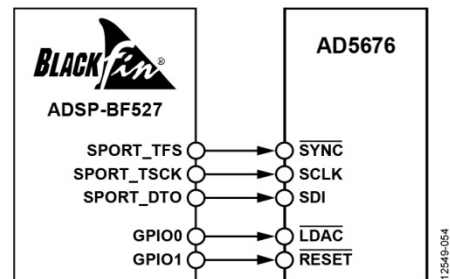 BLACKfin®
ADSP-BF527
AD5676
SPORT_TFS SYNC
SPORT_TSCK SCLK
SPORT_DTO SDI
GPIO0 LDAC
GPIO1 RESET
12549-054